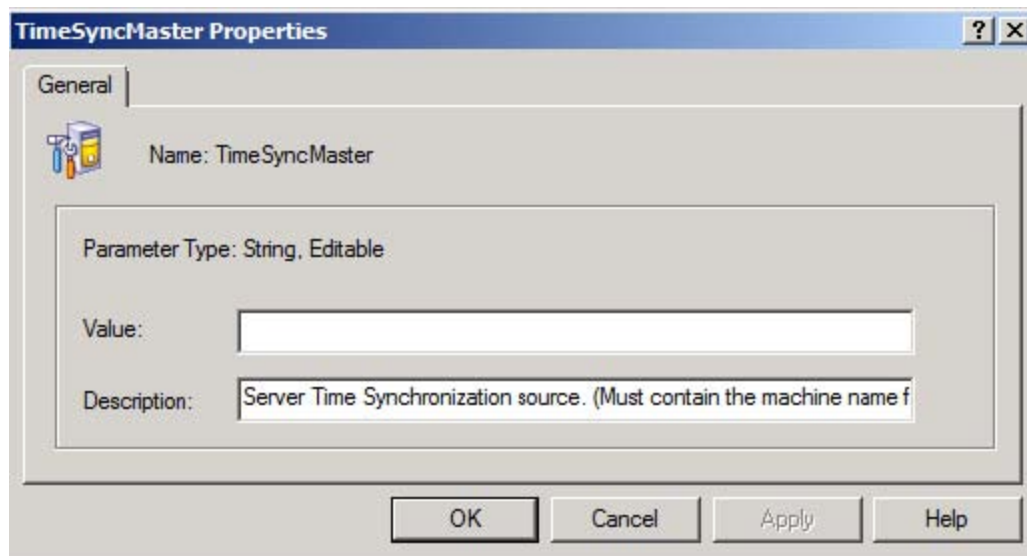 TimeSyncMaster Properties
General
Name: TimeSyncMaster
Parameter Type: String, Editable
Value:
Description: Server Time Synchronization source. (Must contain the machine name f
OK Cancel Apply Help